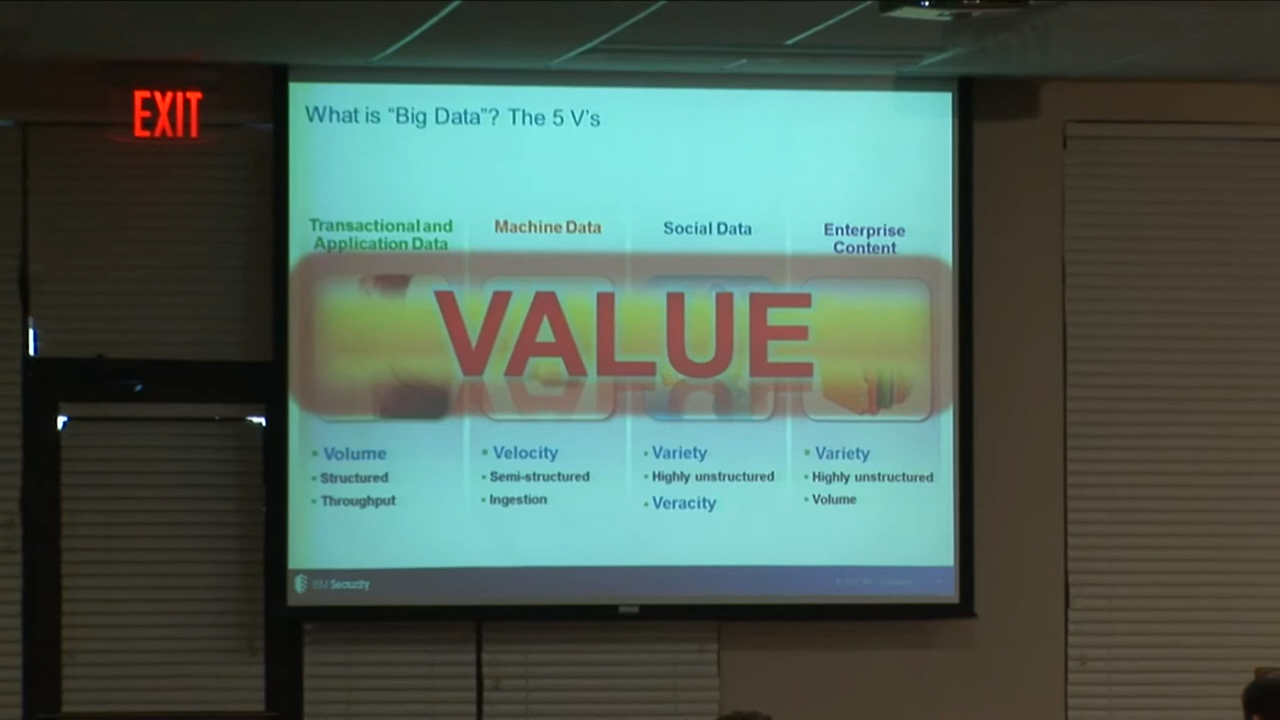 EXIT
What is “Big Data”? The 5 V’s
Transactional and
Application Data
Machine Data
Social Data
Enterprise
Content
VALUE
Volume
Structured
Throughput
Velocity
Semi-structured
Ingestion
Variety
Highly unstructured
Veracity
Variety
Highly unstructured
Volume
IBM Security